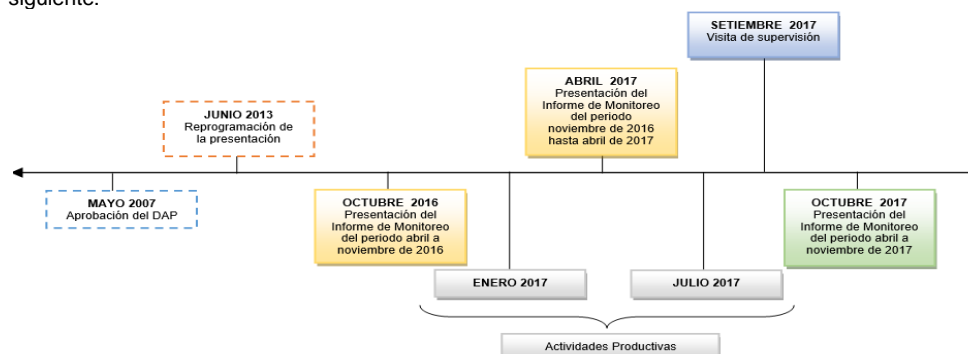 siguiente:
SETIEMBRE 2017
Visita de supervisión
ABRIL 2017
Presentación del
Informe de Monitoreo
del periodo
noviembre de 2016
hasta abril de 2017
JUNIO 2013
Reprogramación de
la presentación
MAYO 2007
Aprobación del DAP
OCTUBRE 2016
Presentación del
Informe de Monitoreo
del periodo abril a
noviembre de 2016
OCTUBRE 2017
Presentación del
Informe de Monitoreo
del periodo abril a
noviembre de 2017
ENERO 2017
JULIO 2017
Actividades Productivas